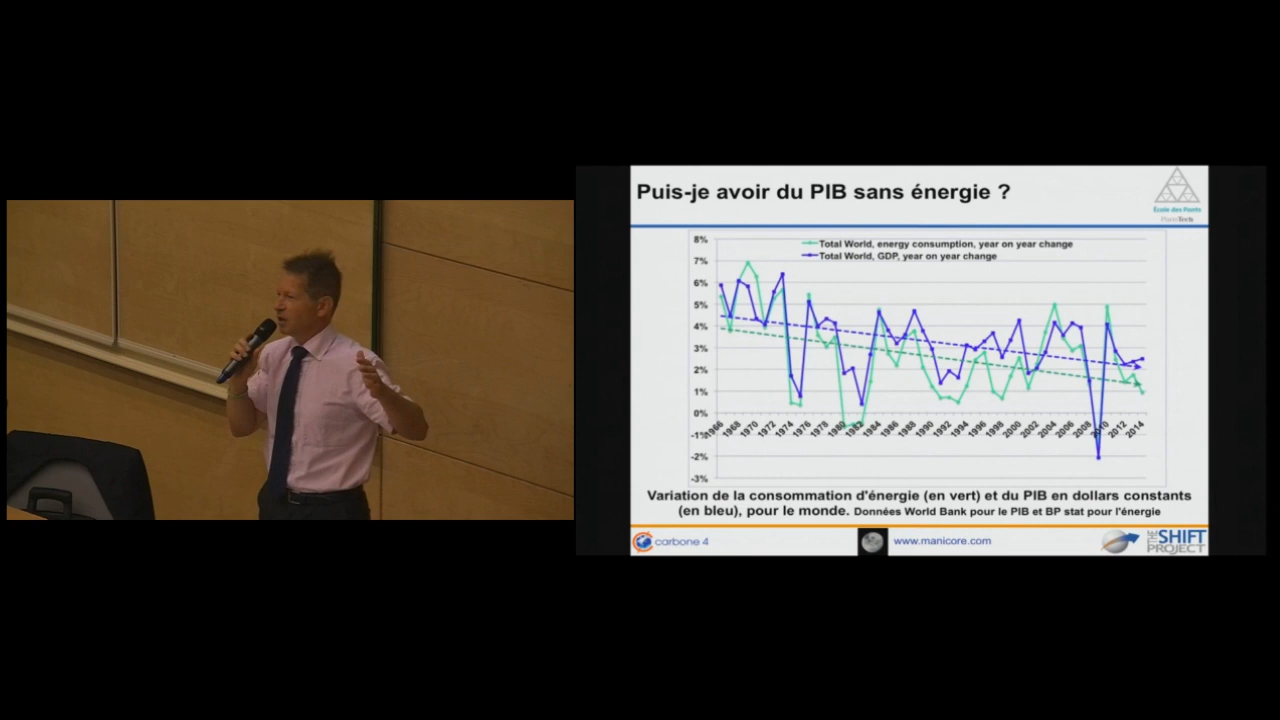 Puis-je avoir du PIB sans énergie ?
École des Ponts
ParisTech
8%
7%
6%
5%
4%
3%
2%
1%
0%
-1%
-2%
-3%
Total World, energy consumption, year on year change
Total World, GDP, year on year change
1966 1968 1970 1972 1974 1976 1978 1980 1982 1984 1986 1988 1990 1992 1994 1996 1998 2000 2002 2004 2006 2008 2010 2012 2014
Variation de la consommation d'énergie (en vert) et du PIB en dollars constants
(en bleu), pour le monde. Données World Bank pour le PIB et BP stat pour l'énergie
carbone 4
www.manicore.com
THE SHIFT
PROJECT